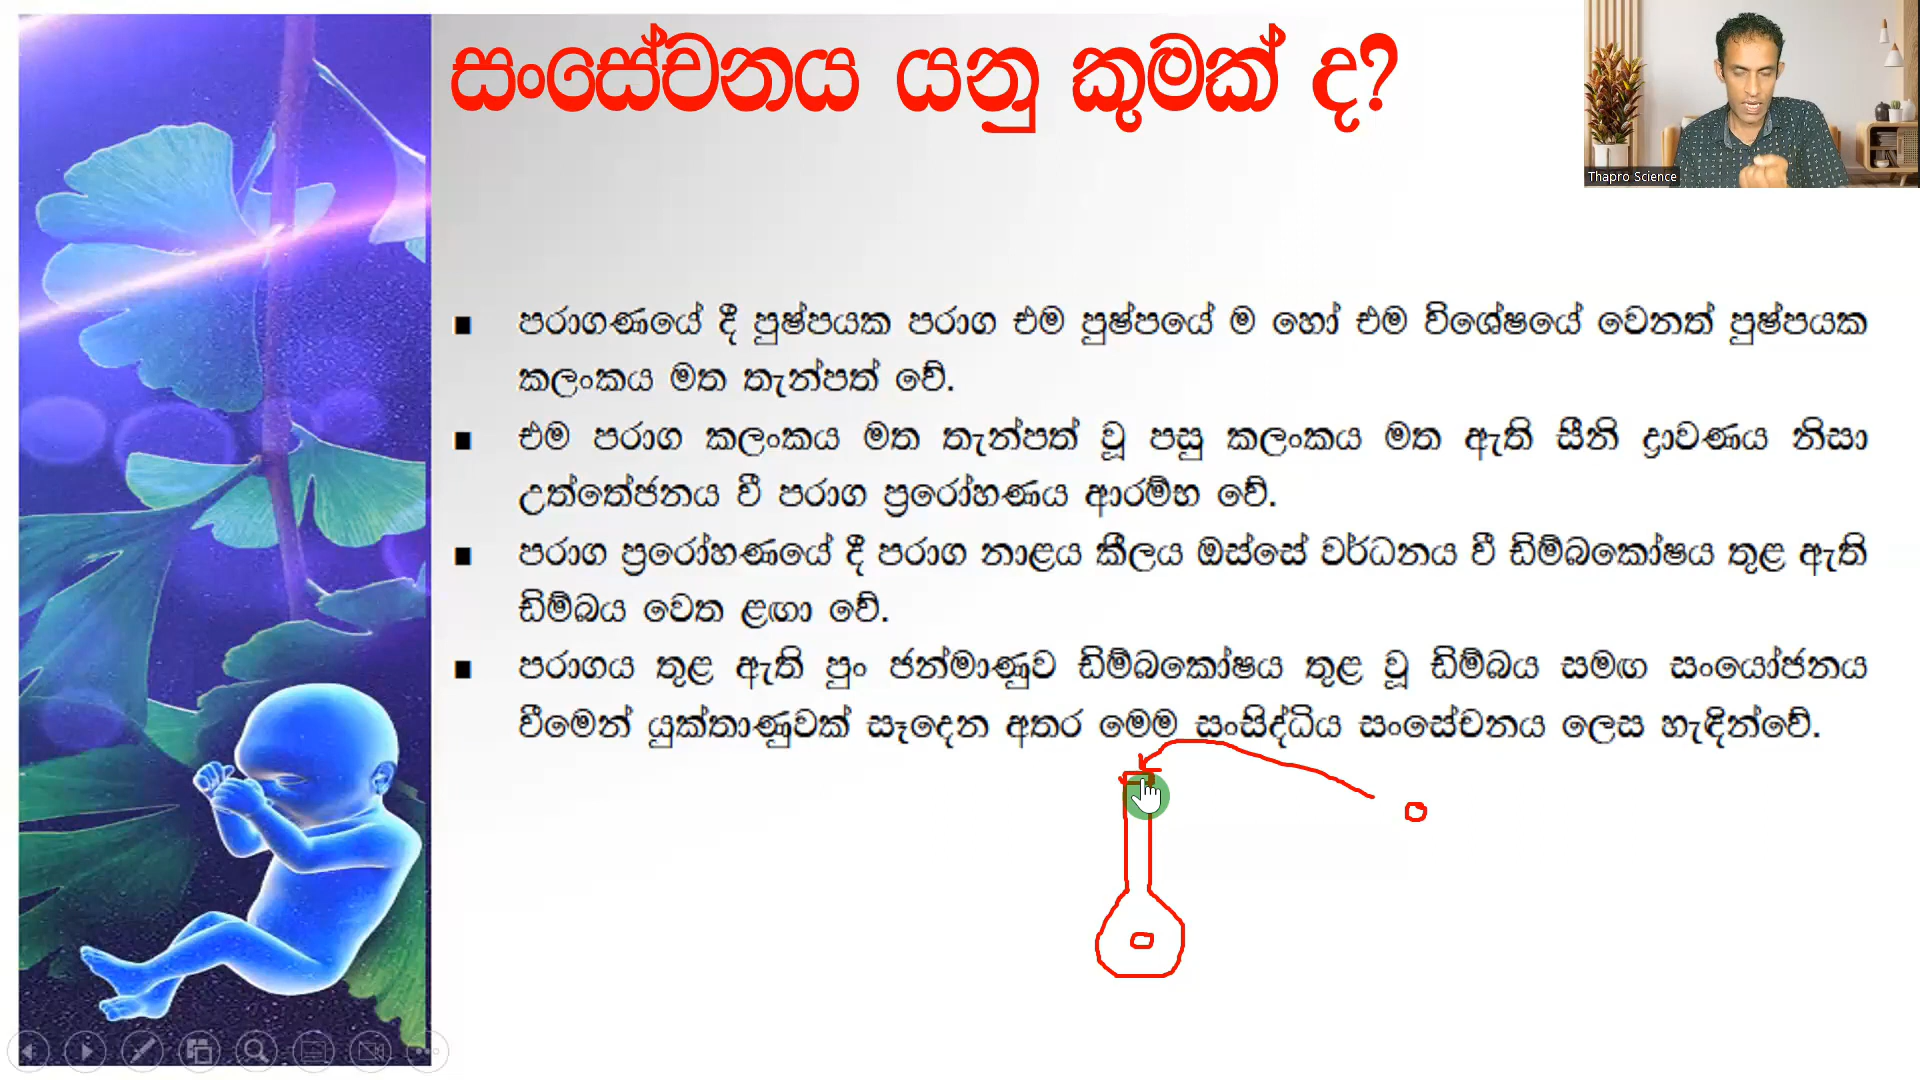 සංසේචනය යනු කුමක් ද?
Thapro Science
■ පරාගණයේ දී පුෂ්පයක පරාග එම පුෂ්පයේ ම හෝ එම විශේෂයේ වෙනත් පුෂ්පයක
කලංකය මත තැන්පත් වේ.
■ එම පරාග කලංකය මත තැන්පත් වූ පසු කලංකය මත ඇති සීනි ද්‍රාවණය නිසා
උත්තේජනය වී පරාග ප්‍රරෝහණය ආරම්භ වේ.
■ පරාග ප්‍රරෝහණයේ දී පරාග නාළය කීලය ඔස්සේ වර්ධනය වී ඩිම්බකෝෂය තුළ ඇති
ඩිම්බය වෙත ළඟා වේ.
■ පරාගය තුළ ඇති පුං ජන්මාණුව ඩිම්බකෝෂය තුළ වූ ඩිම්බය සමඟ සංයෝජනය
වීමෙන් යුක්තාණුවක් සෑදෙන අතර මෙම සංසිද්ධිය සංසේචනය ලෙස හැඳින්වේ.